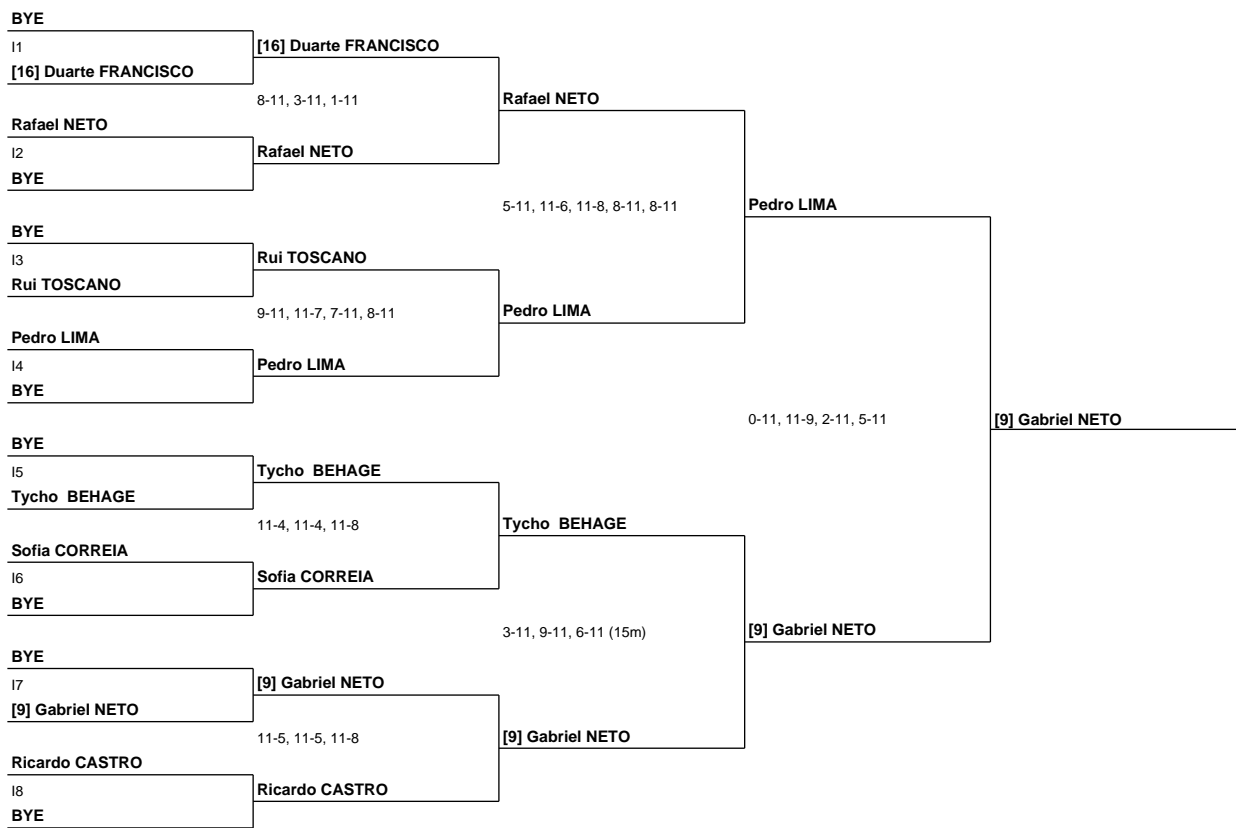 BYE
I1
[16] Duarte FRANCISCO
[16] Duarte FRANCISCO
8-11, 3-11, 1-11
Rafael NETO
Rafael NETO
I2
Rafael NETO
BYE
5-11, 11-6, 11-8, 8-11, 8-11
Pedro LIMA
BYE
I3
Rui TOSCANO
Rui TOSCANO
9-11, 11-7, 7-11, 8-11
Pedro LIMA
Pedro LIMA
I4
Pedro LIMA
BYE
0-11, 11-9, 2-11, 5-11
[9] Gabriel NETO
BYE
I5
Tycho BEHAGE
Tycho BEHAGE
11-4, 11-4, 11-8
Tycho BEHAGE
Sofia CORREIA
I6
Sofia CORREIA
BYE
3-11, 9-11, 6-11 (15m)
[9] Gabriel NETO
BYE
I7
[9] Gabriel NETO
[9] Gabriel NETO
11-5, 11-5, 11-8
[9] Gabriel NETO
Ricardo CASTRO
I8
Ricardo CASTRO
BYE